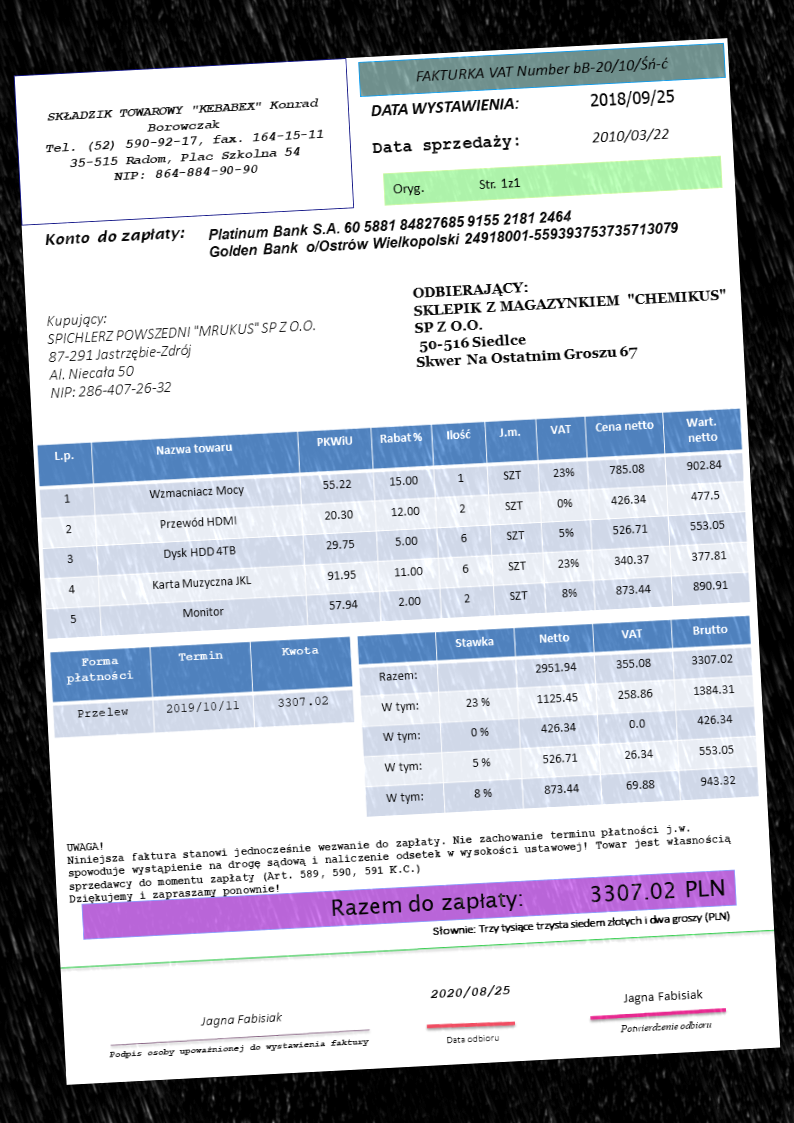 SKŁADZIK TOWAROWY "KEBABEX" Konrad
Borowczak
Tel. (52) 590-92-17, fax. 164-15-11
35-515 Radom, Plac Szkolna 54
NIP: 864-884-90-90
FAKTURKA VAT Number bB-20/10/Śń-ć
DATA WYSTAWIENIA: 2018/09/25
Data sprzedaży: 2010/03/22
Oryg. Str. 1z1
Konto do zapłaty: Platinum Bank S.A. 60 5881 84827685 9155 2181 2464
Golden Bank o/Ostrów Wielkopolski 24918001-559393753735713079
Kupujący:
SPICHLERZ POWSZEDNI "MRUKUS" SP Z O.O.
87-291 Jastrzębie-Zdrój
Al. Niecała 50
NIP: 286-407-26-32
ODBIERAJĄCY:
SKLEPIK Z MAGAZYNKIEM "CHEMIKUS"
SP Z O.O.
50-516 Siedlce
Skwer Na Ostatnim Groszu 67
L.p. Nazwa towaru PKWiU Rabat % Ilość J.m. VAT Cena netto Wart. netto
1 Wzmacniacz Mocy 55.22 15.00 1 SZT 23% 785.08 902.84
2 Przewód HDMI 20.30 12.00 2 SZT 0% 426.34 477.5
3 Dysk HDD 4TB 29.75 5.00 6 SZT 5% 526.71 553.05
4 Karta Muzyczna JKL 91.95 11.00 6 SZT 23% 340.37 377.81
5 Monitor 57.94 2.00 2 SZT 8% 873.44 890.91
Forma płatności Termin Kwota
Przelew 2019/10/11 3307.02
Stawka Netto VAT Brutto
Razem: 2951.94 355.08 3307.02
W tym: 23 % 1125.45 258.86 1384.31
W tym: 0 % 426.34 0.0 426.34
W tym: 5 % 526.71 26.34 553.05
W tym: 8 % 873.44 69.88 943.32
UWAGA!
Niniejsza faktura stanowi jednocześnie wezwanie do zapłaty. Nie zachowanie terminu płatności j.w.
spowoduje wystąpienie na drogę sądową i naliczenie odsetek w wysokości ustawowej! Towar jest własnością
sprzedawcy do momentu zapłaty (Art. 589, 590, 591 K.C.)
Dziękujemy i zapraszamy ponownie!
Razem do zapłaty: 3307.02 PLN
Słownie: Trzy tysiące trzysta siedem złotych i dwa groszy (PLN)
Jagna Fabisiak
Podpis osoby upoważnionej do wystawienia faktury
2020/08/25
Data odbioru
Jagna Fabisiak
Potwierdzenie odbioru